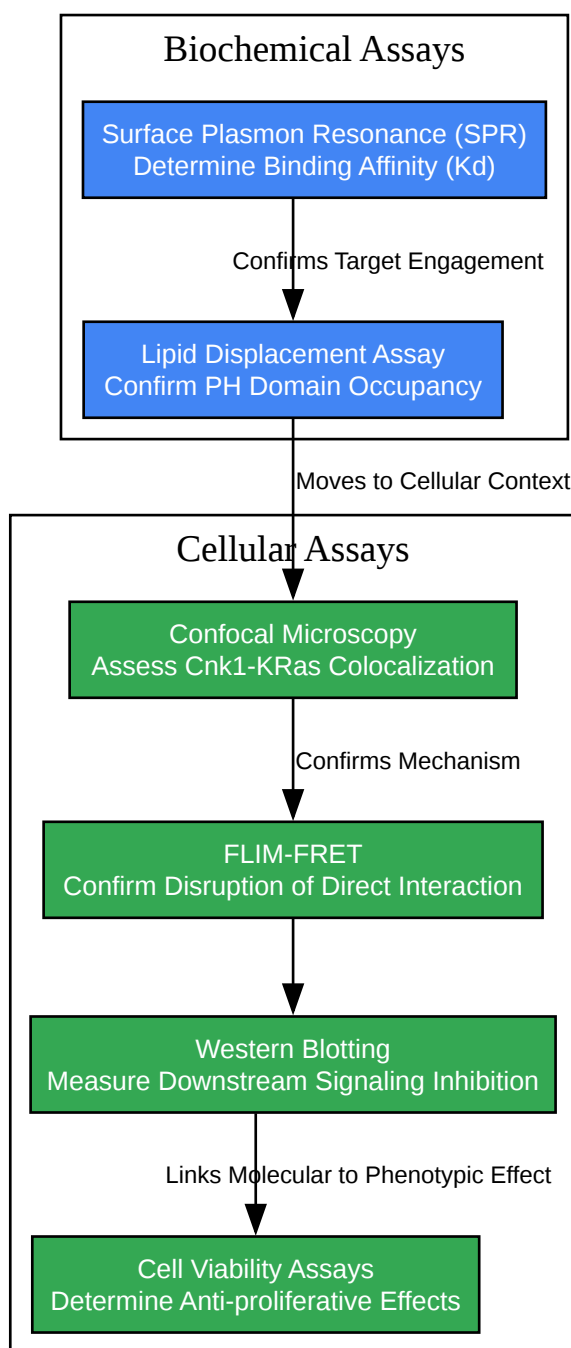 Biochemical Assays
Surface Plasmon Resonance (SPR)
Determine Binding Affinity (Kd)
Confirms Target Engagement
Lipid Displacement Assay
Confirm PH Domain Occupancy
Moves to Cellular Context
Cellular Assays
Confocal Microscopy
Assess Cnk1-KRas Colocalization
Confirms Mechanism
FLIM-FRET
Confirm Disruption of Direct Interaction
Western Blotting
Measure Downstream Signaling Inhibition
Links Molecular to Phenotypic Effect
Cell Viability Assays
Determine Anti-proliferative Effects